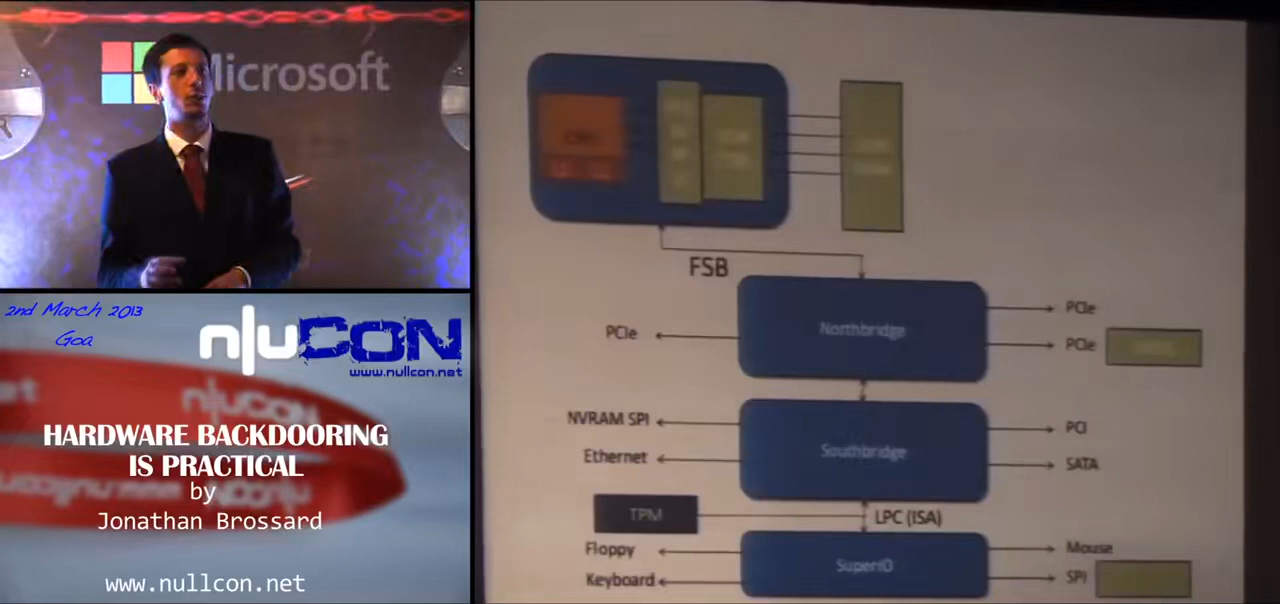 Microsoft
2nd March 2013
Goa
nullCON
www.nullcon.net
HARDWARE BACKDOORING
IS PRACTICAL
by
Jonathan Brossard
www.nullcon.net
FSB
Northbridge
PCIe
PCIe
PCIe
NVRAM SPI
Ethernet
Southbridge
PCI
SATA
TPM
LPC (ISA)
Floppy
Keyboard
SuperIO
Mouse
SPI